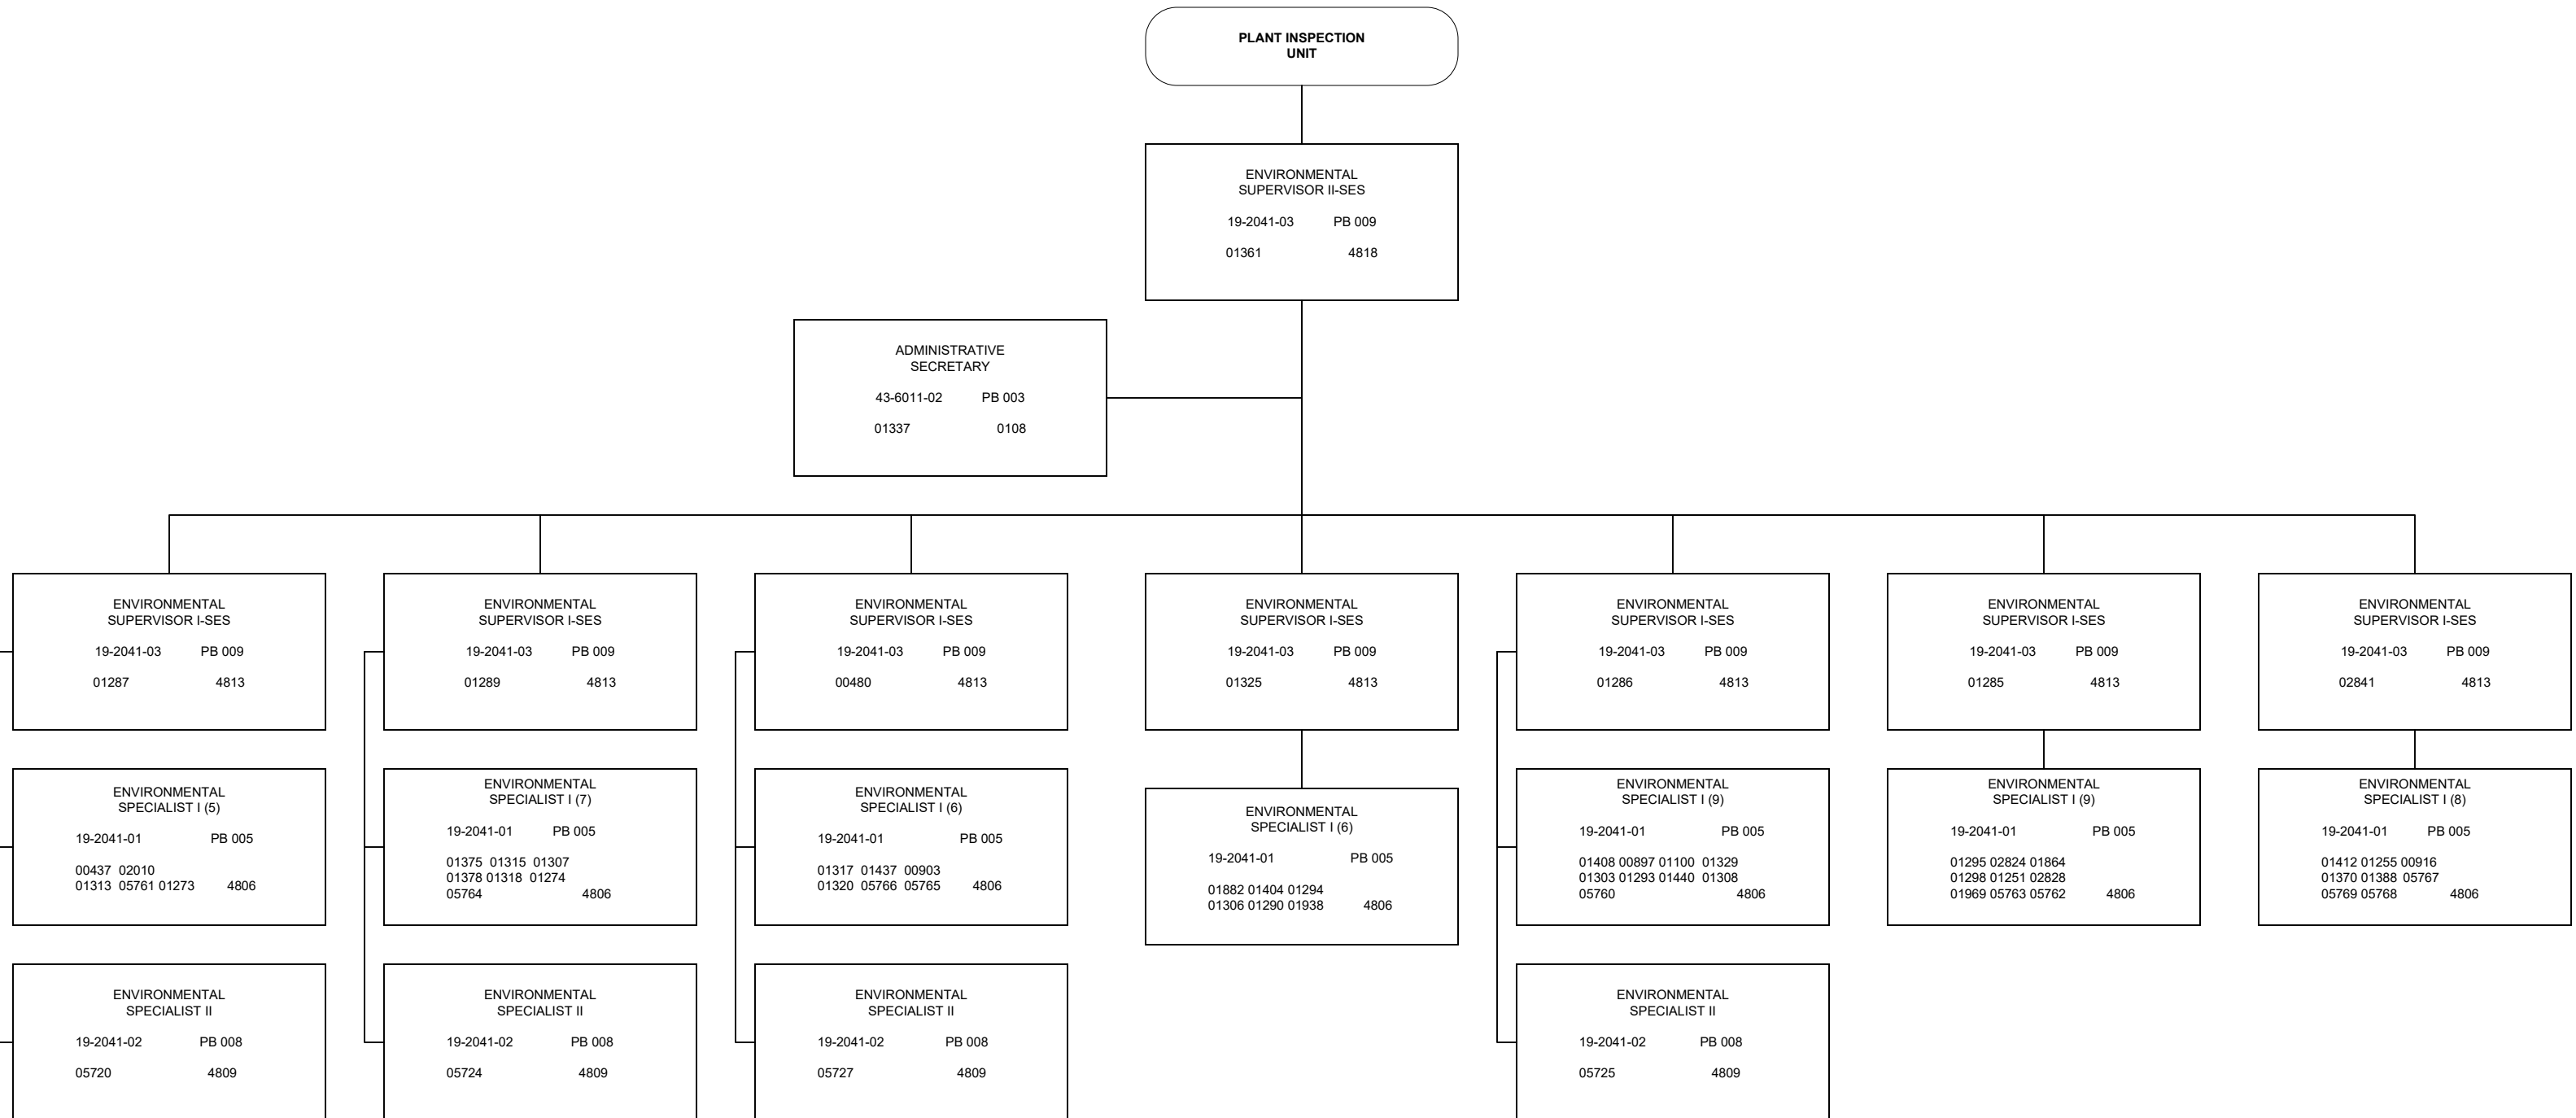 PLANT INSPECTION
UNIT
ENVIRONMENTAL
SUPERVISOR II-SES
19-2041-03 PB 009
01361 4818
ADMINISTRATIVE
SECRETARY
43-6011-02 PB 003
01337 0108
ENVIRONMENTAL
SUPERVISOR I-SES
19-2041-03 PB 009
01287 4813
ENVIRONMENTAL
SUPERVISOR I-SES
19-2041-03 PB 009
01289 4813
ENVIRONMENTAL
SUPERVISOR I-SES
19-2041-03 PB 009
00480 4813
ENVIRONMENTAL
SUPERVISOR I-SES
19-2041-03 PB 009
01325 4813
ENVIRONMENTAL
SUPERVISOR I-SES
19-2041-03 PB 009
01286 4813
ENVIRONMENTAL
SUPERVISOR I-SES
19-2041-03 PB 009
01285 4813
ENVIRONMENTAL
SUPERVISOR I-SES
19-2041-03 PB 009
02841 4813
ENVIRONMENTAL
SPECIALIST I (5)
19-2041-01 PB 005
00437 02010
01313 05761 01273 4806
ENVIRONMENTAL
SPECIALIST I (7)
19-2041-01 PB 005
01375 01315 01307
01378 01318 01274
05764 4806
ENVIRONMENTAL
SPECIALIST I (6)
19-2041-01 PB 005
01317 01437 00903
01320 05766 05765 4806
ENVIRONMENTAL
SPECIALIST I (6)
19-2041-01 PB 005
01882 01404 01294
01306 01290 01938 4806
ENVIRONMENTAL
SPECIALIST I (9)
19-2041-01 PB 005
01408 00897 01100 01329
01303 01293 01440 01308
05760 4806
ENVIRONMENTAL
SPECIALIST I (9)
19-2041-01 PB 005
01295 02824 01864
01298 01251 02828
01969 05763 05762 4806
ENVIRONMENTAL
SPECIALIST I (8)
19-2041-01 PB 005
01412 01255 00916
01370 01388 05767
05769 05768 4806
ENVIRONMENTAL
SPECIALIST II
19-2041-02 PB 008
05720 4809
ENVIRONMENTAL
SPECIALIST II
19-2041-02 PB 008
05724 4809
ENVIRONMENTAL
SPECIALIST II
19-2041-02 PB 008
05727 4809
ENVIRONMENTAL
SPECIALIST II
19-2041-02 PB 008
05725 4809